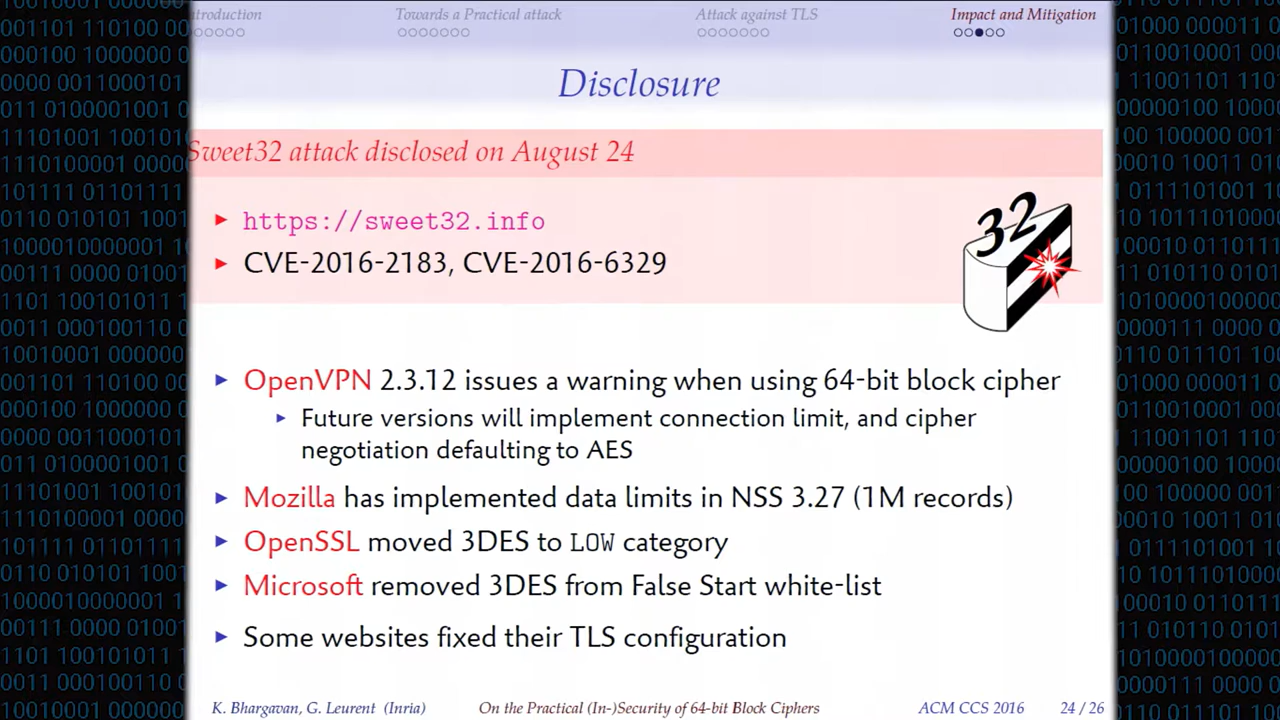 ntroduction
Towards a Practical attack
Attack against TLS
Impact and Mitigation
Disclosure
Sweet32 attack disclosed on August 24
https://sweet32.info
CVE-2016-2183, CVE-2016-6329
32
OpenVPN 2.3.12 issues a warning when using 64-bit block cipher
Future versions will implement connection limit, and cipher
negotiation defaulting to AES
Mozilla has implemented data limits in NSS 3.27 (1M records)
OpenSSL moved 3DES to LOW category
Microsoft removed 3DES from False Start white-list
Some websites fixed their TLS configuration
K. Bhargavan, G. Leurent (Inria)
On the Practical (In-)Security of 64-bit Block Ciphers
ACM CCS 2016
24 / 26